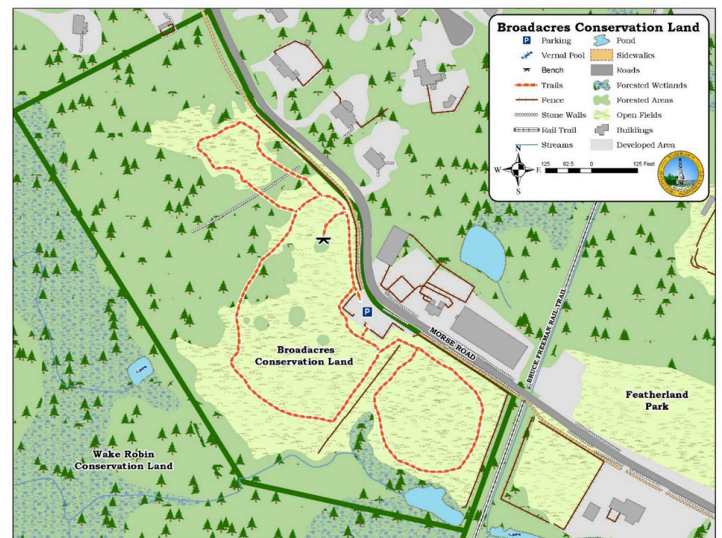 Broadacres Conservation Land
Parking
Pond
Vernal Pool
Sidewalks
Bench
Roads
Trails
Forested Wetlands
Fence
Forested Areas
Stone Walls
Open Fields
Rail Trail
Buildings
Streams
Developed Area
N
W
E
S
125 62.5 0 125 Feet
P
MORSE ROAD
BRUCE FREEMAN RAIL TRAIL
Broadacres
Conservation Land
Featherland
Park
Wake Robin
Conservation Land